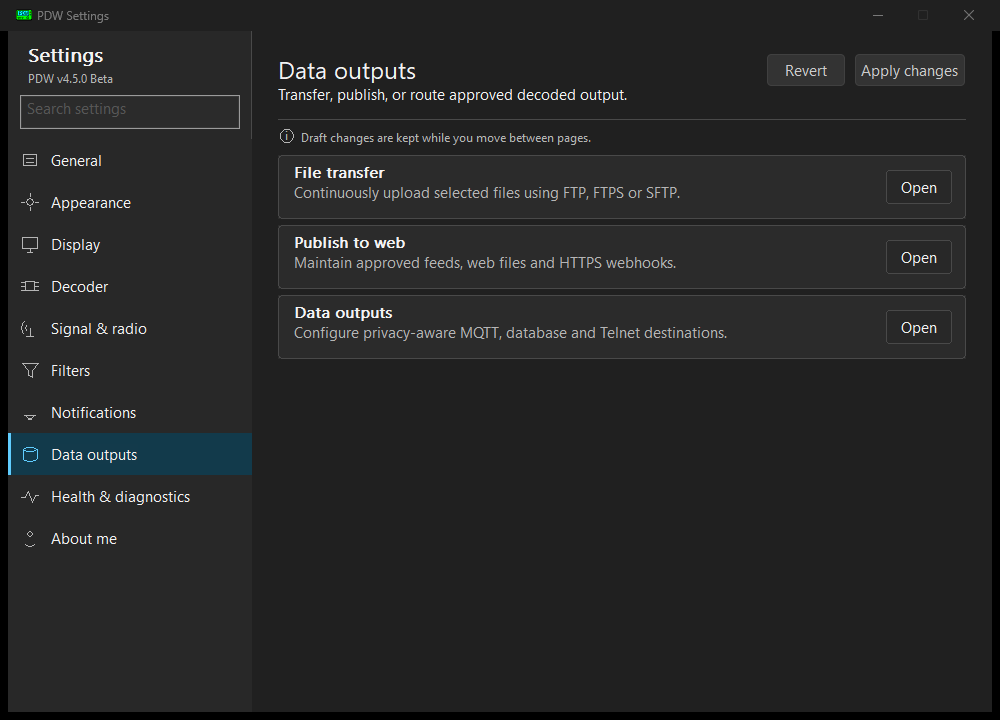 PDW Settings
Settings
PDW v4.5.0 Beta
Search settings
General
Appearance
Display
Decoder
Signal & radio
Filters
Notifications
Data outputs
Health & diagnostics
About me
Data outputs
Transfer, publish, or route approved decoded output.
Revert
Apply changes
Draft changes are kept while you move between pages.
File transfer
Continuously upload selected files using FTP, FTPS or SFTP.
Open
Publish to web
Maintain approved feeds, web files and HTTPS webhooks.
Open
Data outputs
Configure privacy-aware MQTT, database and Telnet destinations.
Open